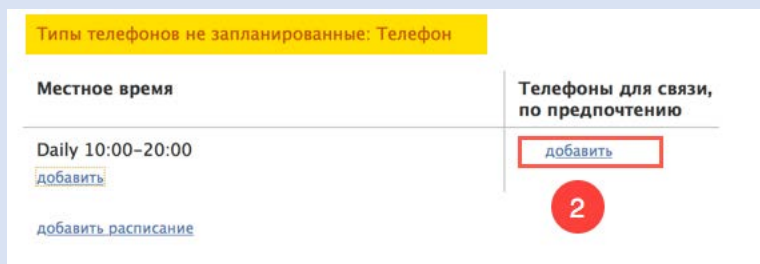 Типы телефонов не запланированные: Телефон
Местное время
Телефоны для связи,
по предпочтению
Daily 10:00–20:00
добавить
добавить
2
добавить расписание